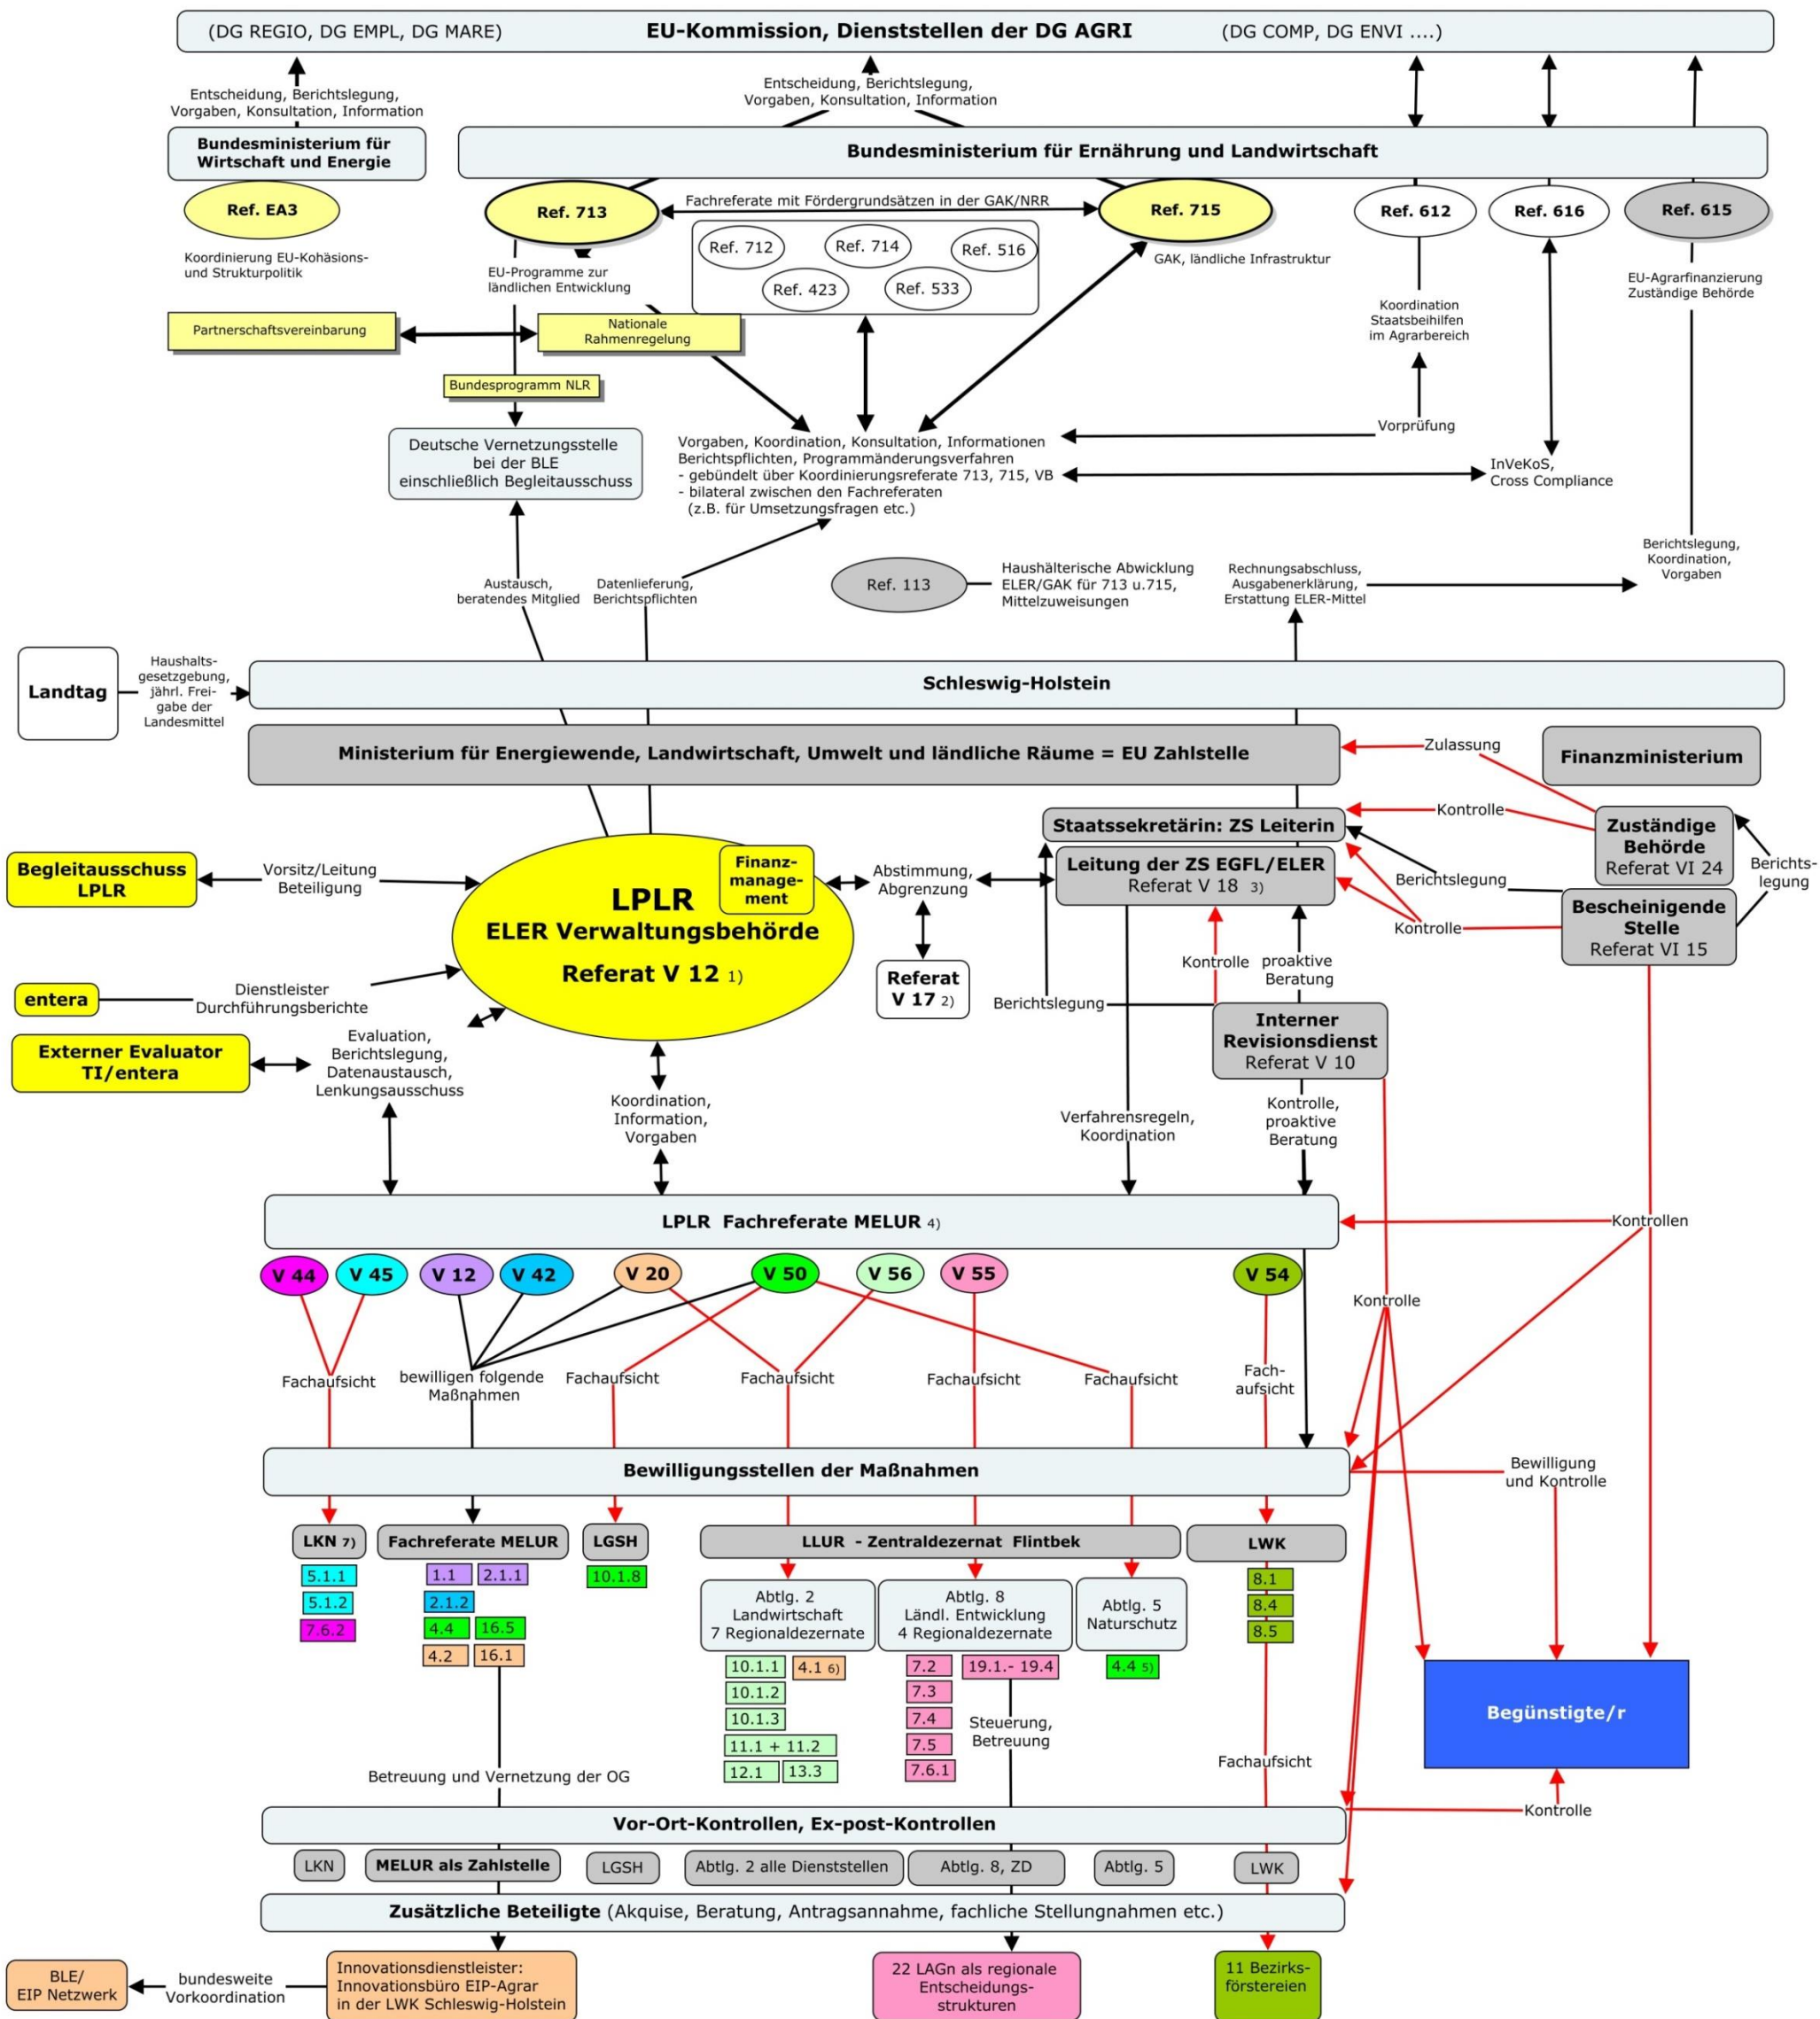 (DG REGIO, DG EMPL, DG MARE)
EU-Kommission, Dienststellen der DG AGRI
(DG COMP, DG ENVI ....)
Entscheidung, Berichtslegung,
Vorgaben, Konsultation, Information
Entscheidung, Berichtslegung,
Vorgaben, Konsultation, Information
Bundesministerium für
Wirtschaft und Energie
Bundesministerium für Ernährung und Landwirtschaft
Ref. EA3
Ref. 713
Fachreferate mit Fördergrundsätzen in der GAK/NRR
Ref. 715
Ref. 612
Ref. 616
Ref. 615
Ref. 712
Ref. 714
Ref. 516
Ref. 423
Ref. 533
Koordinierung EU-Kohäsions-
und Strukturpolitik
EU-Programme zur
ländlichen Entwicklung
GAK, ländliche Infrastruktur
EU-Agrarfinanzierung
Zuständige Behörde
Koordination
Staatsbeihilfen
im Agrarbereich
Partnerschaftsvereinbarung
Nationale
Rahmenregelung
Bundesprogramm NLR
Deutsche Vernetzungsstelle
bei der BLE
einschließlich Begleitausschuss
Vorgaben, Koordination, Konsultation, Informationen
Berichtspflichten, Programmänderungsverfahren
- gebündelt über Koordinierungsreferate 713, 715, VB
- bilateral zwischen den Fachreferaten
(z.B. für Umsetzungsfragen etc.)
Vorprüfung
InVeKoS,
Cross Compliance
Austausch,
beratendes Mitglied
Datenlieferung,
Berichtspflichten
Ref. 113
Haushälterische Abwicklung
ELER/GAK für 713 u.715,
Mittelzuweisungen
Rechnungsabschluss,
Ausgabenerklärung,
Erstattung ELER-Mittel
Berichtslegung,
Koordination,
Vorgaben
Landtag
Haushalts-
gesetzgebung,
jährl. Frei-
gabe der
Landesmittel
Schleswig-Holstein
Ministerium für Energiewende, Landwirtschaft, Umwelt und ländliche Räume = EU Zahlstelle
Zulassung
Finanzministerium
Kontrolle
Staatssekretärin: ZS Leiterin
Zuständige
Behörde
Referat VI 24
Berichts-
legung
Begleitausschuss
LPLR
Vorsitz/Leitung
Beteiligung
Finanz-
manage-
ment
LPLR
ELER Verwaltungsbehörde
Referat V 12 1)
Abstimmung,
Abgrenzung
Leitung der ZS EGFL/ELER
Referat V 18 3)
Berichtslegung
Bescheinigende
Stelle
Referat VI 15
Kontrolle
Referat
V 17 2)
Kontrolle
proaktive
Beratung
Berichtslegung
entera
Dienstleister
Durchführungsberichte
Interner
Revisionsdienst
Referat V 10
Externer Evaluator
TI/entera
Evaluation,
Berichtslegung,
Datenaustausch,
Lenkungsausschuss
Koordination,
Information,
Vorgaben
Verfahrensregeln,
Koordination
Kontrolle,
proaktive
Beratung
LPLR Fachreferate MELUR 4)
Kontrollen
V 44
V 45
V 12
V 42
V 20
V 50
V 56
V 55
V 54
Kontrolle
Fachaufsicht
bewilligen folgende
Maßnahmen
Fachaufsicht
Fachaufsicht
Fachaufsicht
Fachaufsicht
Fach-
aufsicht
Bewilligungsstellen der Maßnahmen
Bewilligung
und Kontrolle
LKN 7)
Fachreferate MELUR
LGSH
LLUR - Zentraldezernat Flintbek
LWK
5.1.1
5.1.2
7.6.2
1.1
2.1.1
2.1.2
4.4
16.5
4.2
16.1
10.1.8
Abtlg. 2
Landwirtschaft
7 Regionaldezernate
Abtlg. 8
Ländl. Entwicklung
4 Regionaldezernate
Abtlg. 5
Naturschutz
8.1
8.4
8.5
10.1.1
4.1 6)
10.1.2
10.1.3
11.1 + 11.2
12.1
13.3
7.2
19.1.- 19.4
7.3
7.4
7.5
7.6.1
4.4 5)
Steuerung,
Betreuung
Begünstigte/r
Fachaufsicht
Betreuung und Vernetzung der OG
Kontrolle
Vor-Ort-Kontrollen, Ex-post-Kontrollen
LKN
MELUR als Zahlstelle
LGSH
Abtlg. 2 alle Dienststellen
Abtlg. 8, ZD
Abtlg. 5
LWK
Zusätzliche Beteiligte (Akquise, Beratung, Antragsannahme, fachliche Stellungnahmen etc.)
BLE/
EIP Netzwerk
bundesweite
Vorkoordination
Innovationsdienstleister:
Innovationsbüro EIP-Agrar
in der LWK Schleswig-Holstein
22 LAGn als regionale
Entscheidungs-
strukturen
11 Bezirks-
förstereien